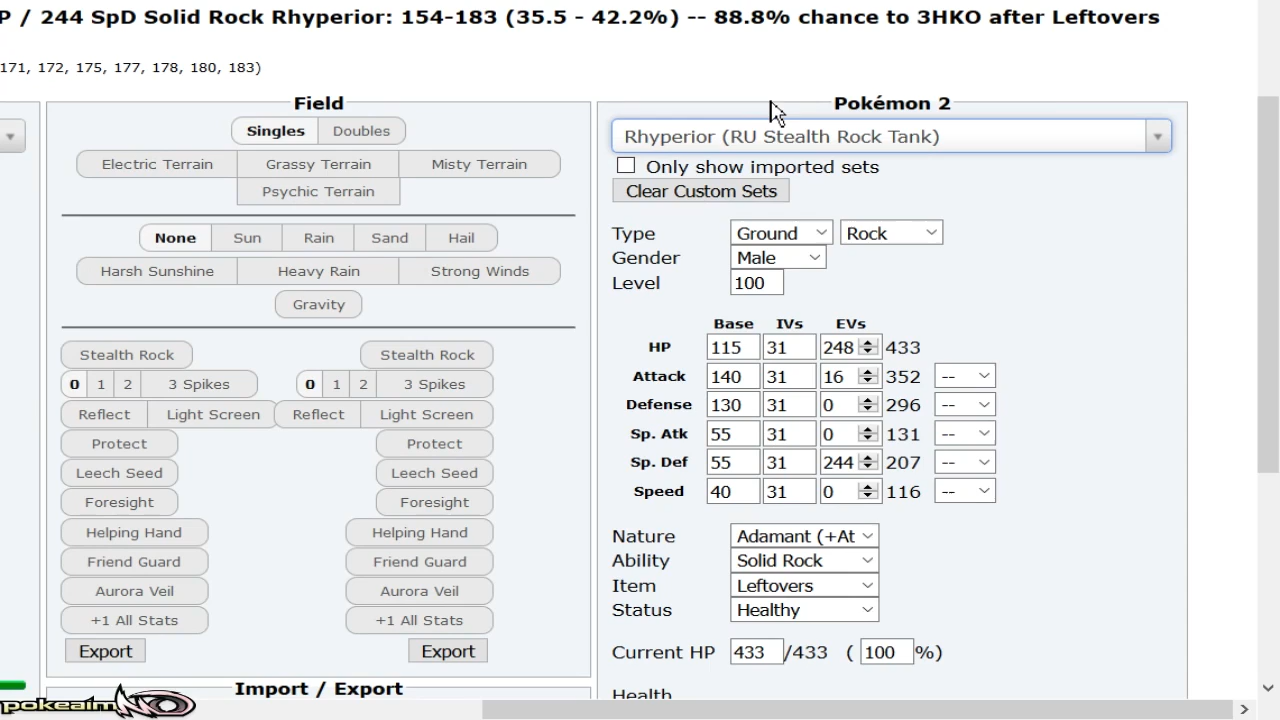 P / 244 SpD Solid Rock Rhyperior: 154-183 (35.5 - 42.2%) -- 88.8% chance to 3HKO after Leftovers
171, 172, 175, 177, 178, 180, 183)
Field
Singles Doubles
Electric Terrain Grassy Terrain Misty Terrain
Psychic Terrain
None Sun Rain Sand Hail
Harsh Sunshine Heavy Rain Strong Winds
Gravity
Stealth Rock Stealth Rock
0 1 2 3 Spikes 0 1 2 3 Spikes
Reflect Light Screen Reflect Light Screen
Protect Protect
Leech Seed Leech Seed
Foresight Foresight
Helping Hand Helping Hand
Friend Guard Friend Guard
Aurora Veil Aurora Veil
+1 All Stats +1 All Stats
Export Export
Import / Export
Pokémon 2
Rhyperior (RU Stealth Rock Tank)
Only show imported sets
Clear Custom Sets
Type Ground Rock
Gender Male
Level 100
Base IVs EVs
HP 115 31 248 433
Attack 140 31 16 352 --
Defense 130 31 0 296 --
Sp. Atk 55 31 0 131 --
Sp. Def 55 31 244 207 --
Speed 40 31 0 116 --
Nature Adamant (+At
Ability Solid Rock
Item Leftovers
Status Healthy
Current HP 433 /433 ( 100 %)
Health
pokeaim